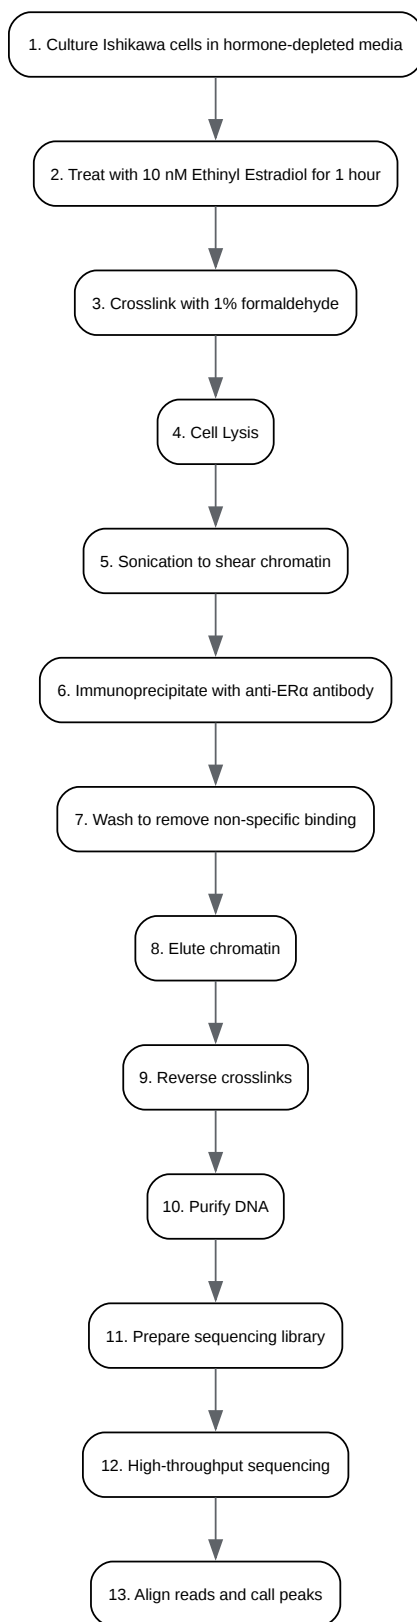 1. Culture Ishikawa cells in hormone-depleted media
2. Treat with 10 nM Ethinyl Estradiol for 1 hour
3. Crosslink with 1% formaldehyde
4. Cell Lysis
5. Sonication to shear chromatin
6. Immunoprecipitate with anti-ERα antibody
7. Wash to remove non-specific binding
8. Elute chromatin
9. Reverse crosslinks
10. Purify DNA
11. Prepare sequencing library
12. High-throughput sequencing
13. Align reads and call peaks